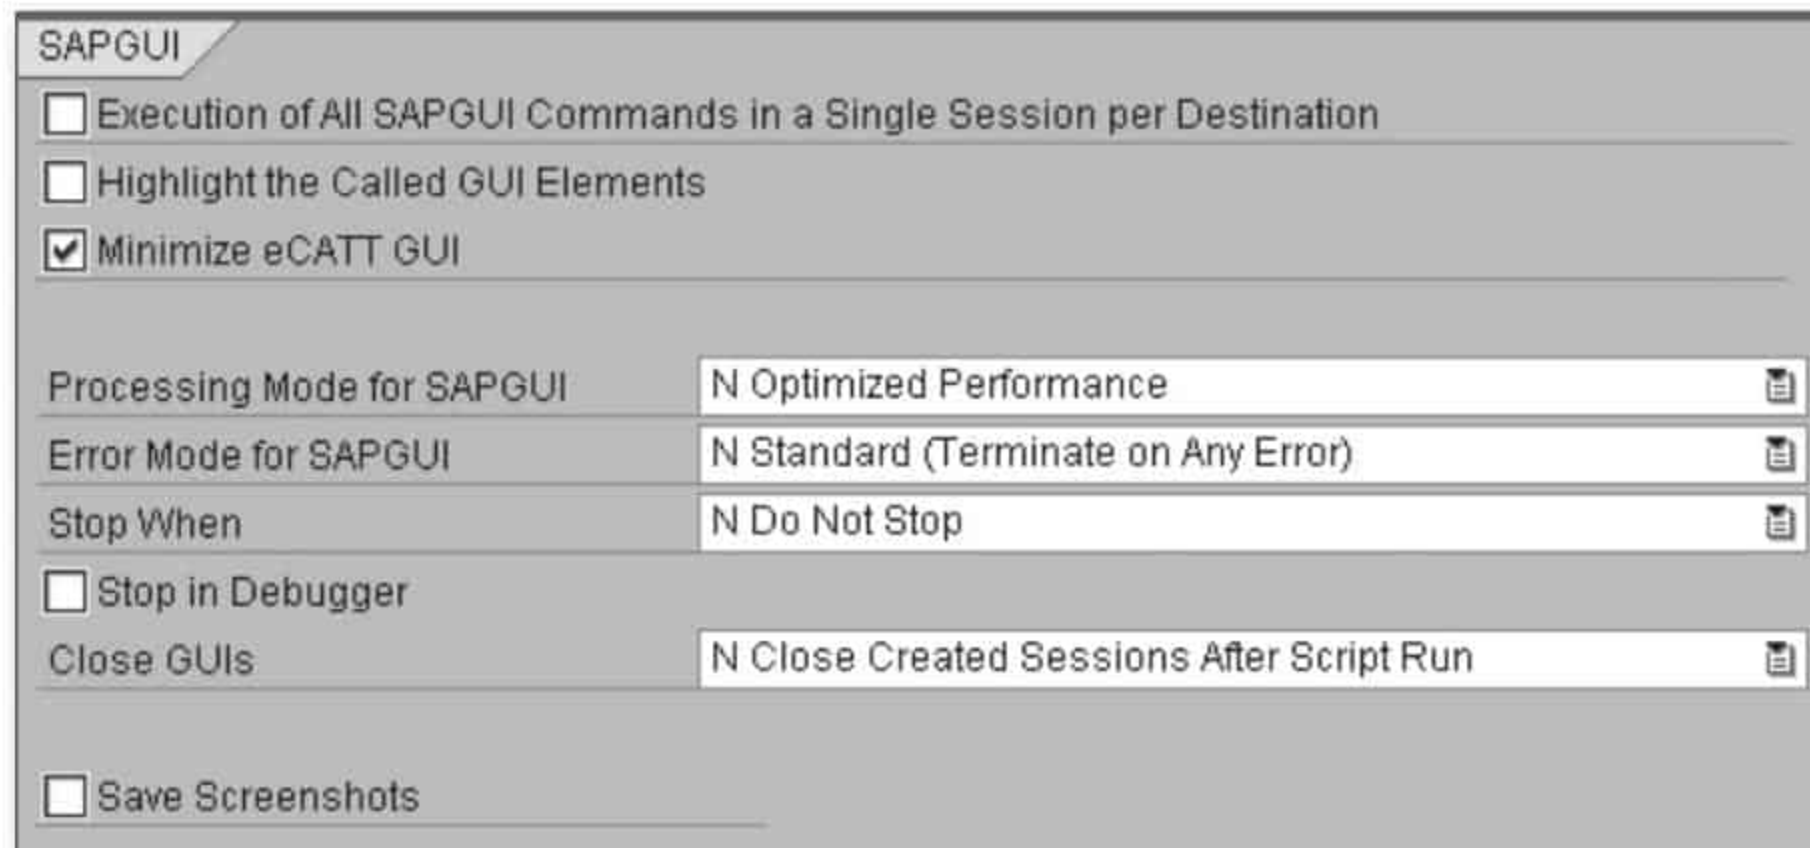 SAPGUI
Execution of All SAPGUI Commands in a Single Session per Destination
Highlight the Called GUI Elements
Minimize eCATT GUI
Processing Mode for SAPGUI N Optimized Performance
Error Mode for SAPGUI N Standard (Terminate on Any Error)
Stop When N Do Not Stop
Stop in Debugger
Close GUIs N Close Created Sessions After Script Run
Save Screenshots